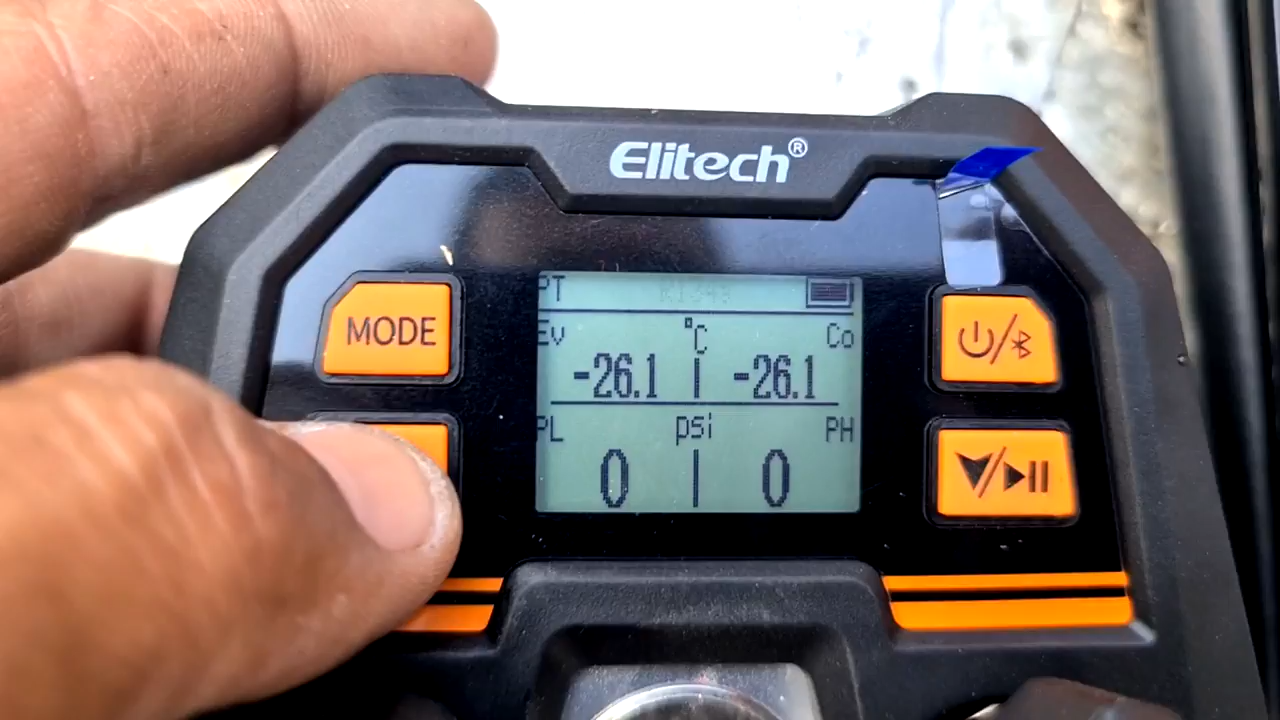 Elitech®
PT
MODE
Ev °C Co
-26.1 -26.1
PL psi PH
0 0